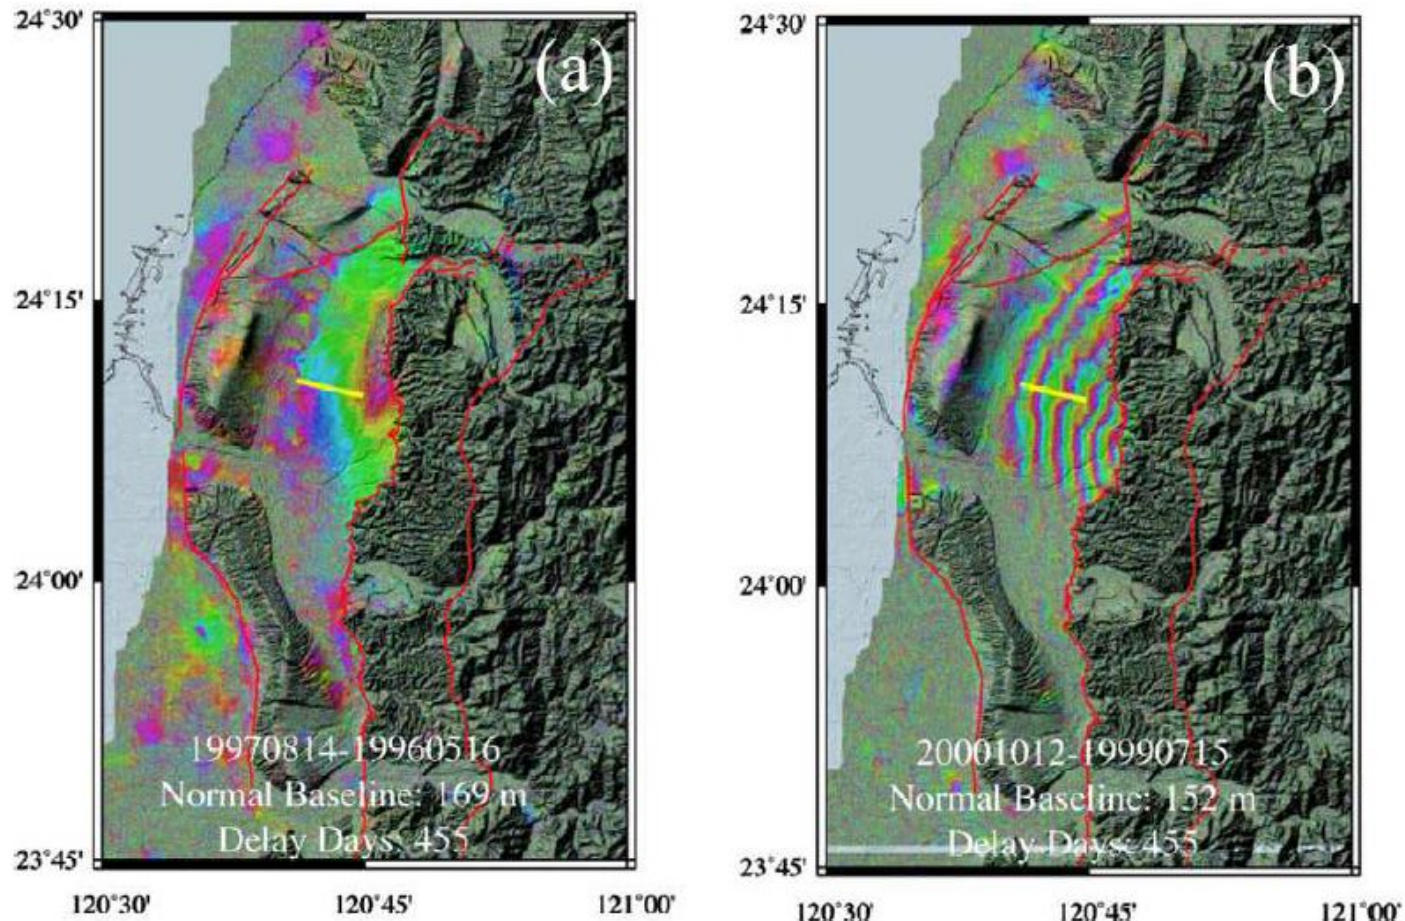 (a)
24°30'
24°15'
24°00'
23°45'
19970814-19960516
Normal Baseline: 169 m
Delay Days: 455
120°30'
120°45'
121°00'
(b)
24°30'
24°15'
24°00'
23°45'
20001012-19990715
Normal Baseline: 152 m
Delay Days: 455
120°30'
120°45'
121°00'